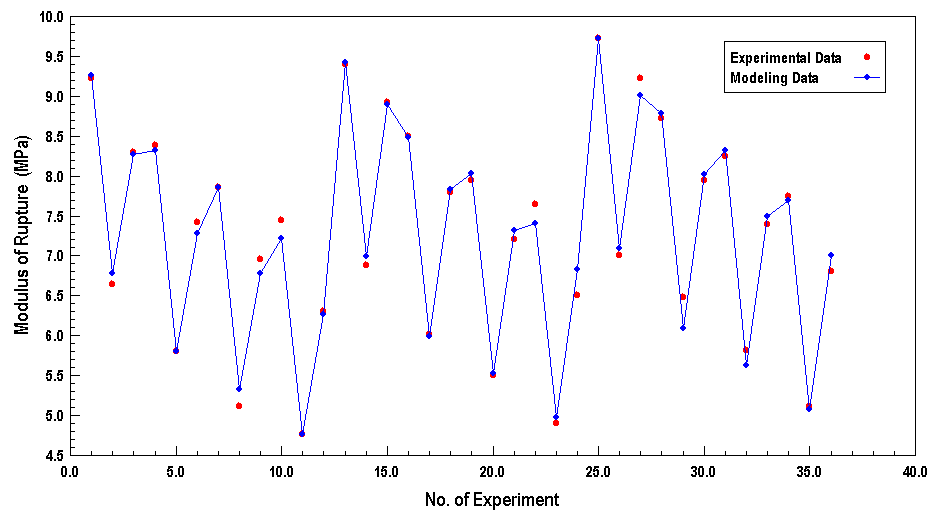 10.0
9.5
9.0
8.5
8.0
7.5
7.0
6.5
6.0
5.5
5.0
4.5
Modulus of Rupture (MPa)
Experimental Data
Modeling Data
0.0 5.0 10.0 15.0 20.0 25.0 30.0 35.0 40.0
No. of Experiment